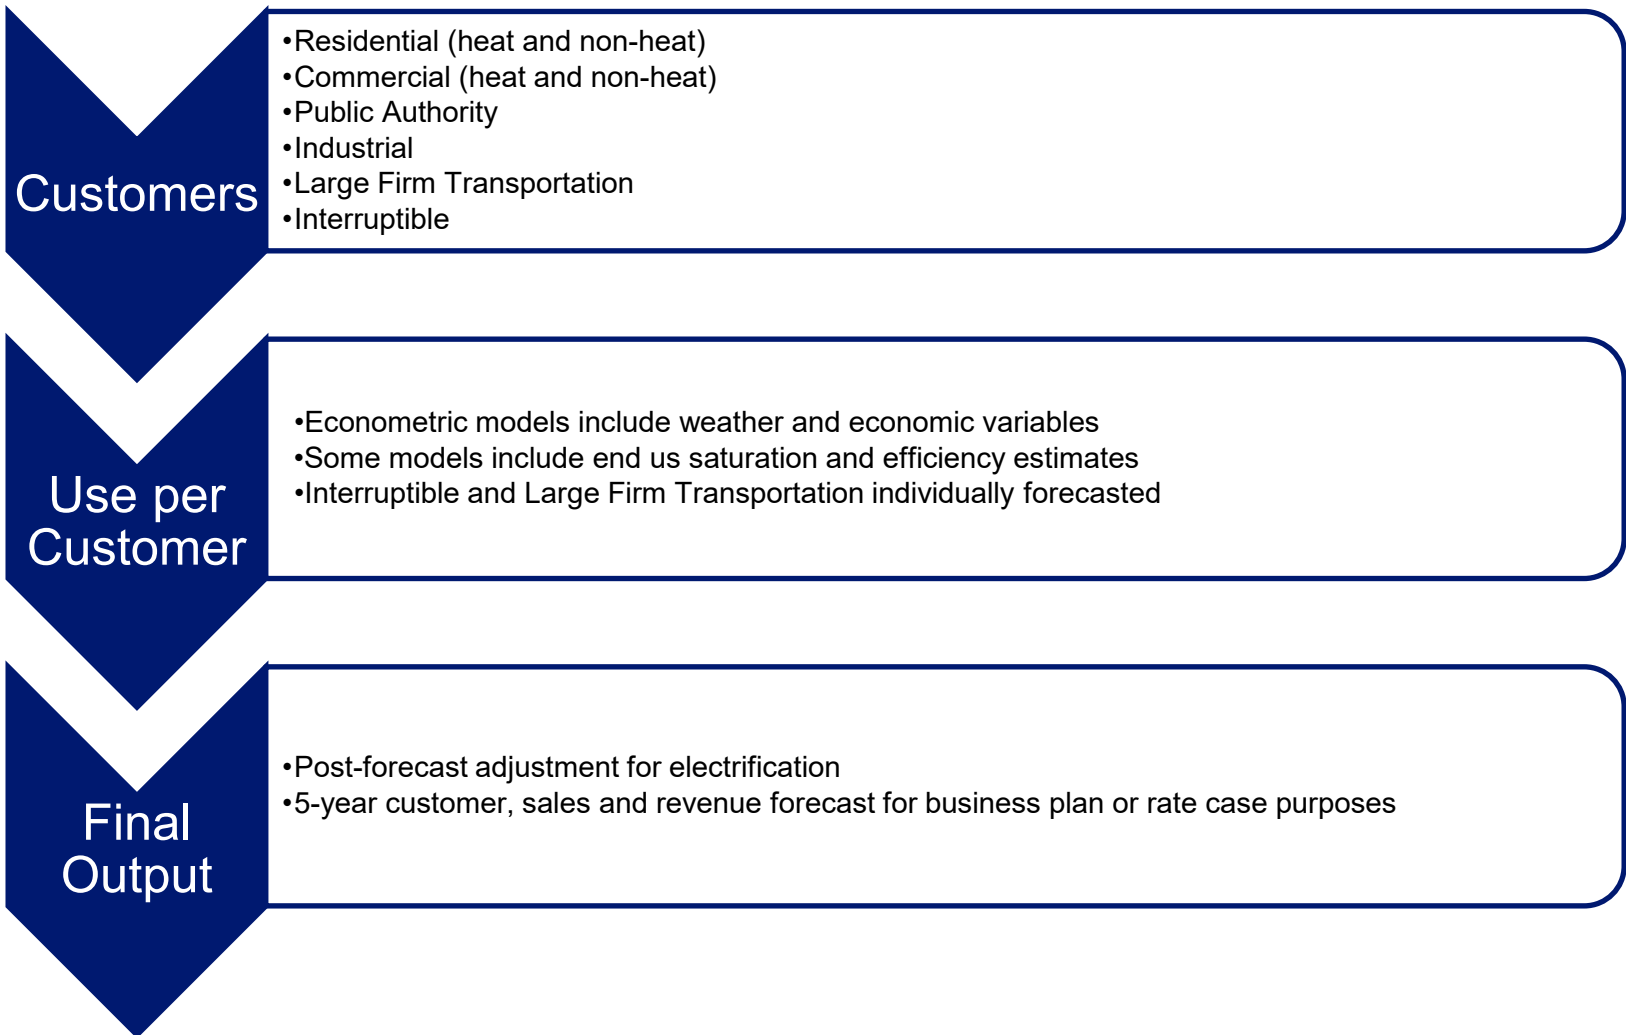 Customers
•Residential (heat and non-heat)
•Commercial (heat and non-heat)
•Public Authority
•Industrial
•Large Firm Transportation
•Interruptible
Use per
Customer
•Econometric models include weather and economic variables
•Some models include end us saturation and efficiency estimates
•Interruptible and Large Firm Transportation individually forecasted
Final
Output
•Post-forecast adjustment for electrification
•5-year customer, sales and revenue forecast for business plan or rate case purposes